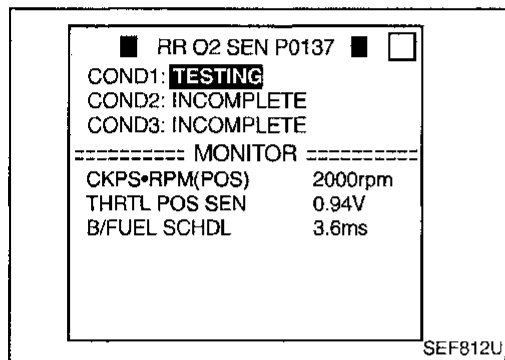 RR O2 SEN P0137
COND1: TESTING
COND2: INCOMPLETE
COND3: INCOMPLETE
========== MONITOR ==========
CKPS•RPM(POS) 2000rpm
THRTL POS SEN 0.94V
B/FUEL SCHDL 3.6ms
SEF812U